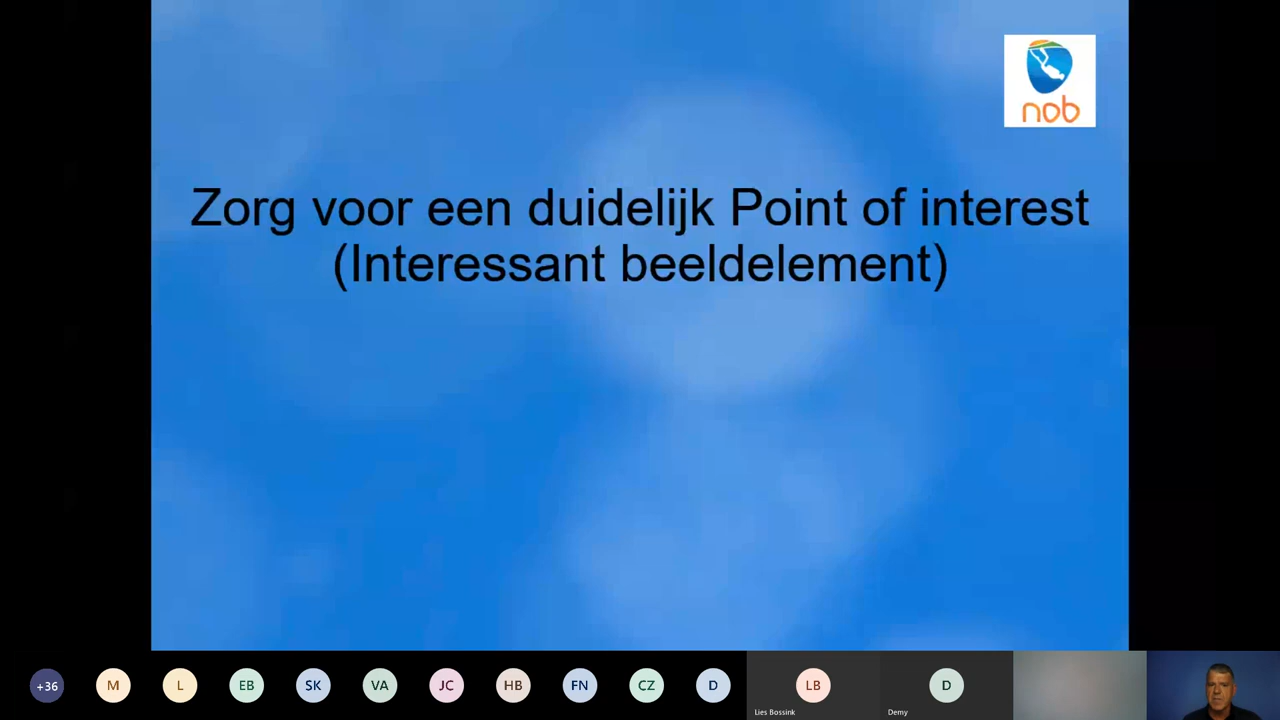 nob
Zorg voor een duidelijk Point of interest
(Interessant beeldelement)
+36
M
L
EB
SK
VA
JC
HB
FN
CZ
D
LB
Lies Bossink
D
Demy